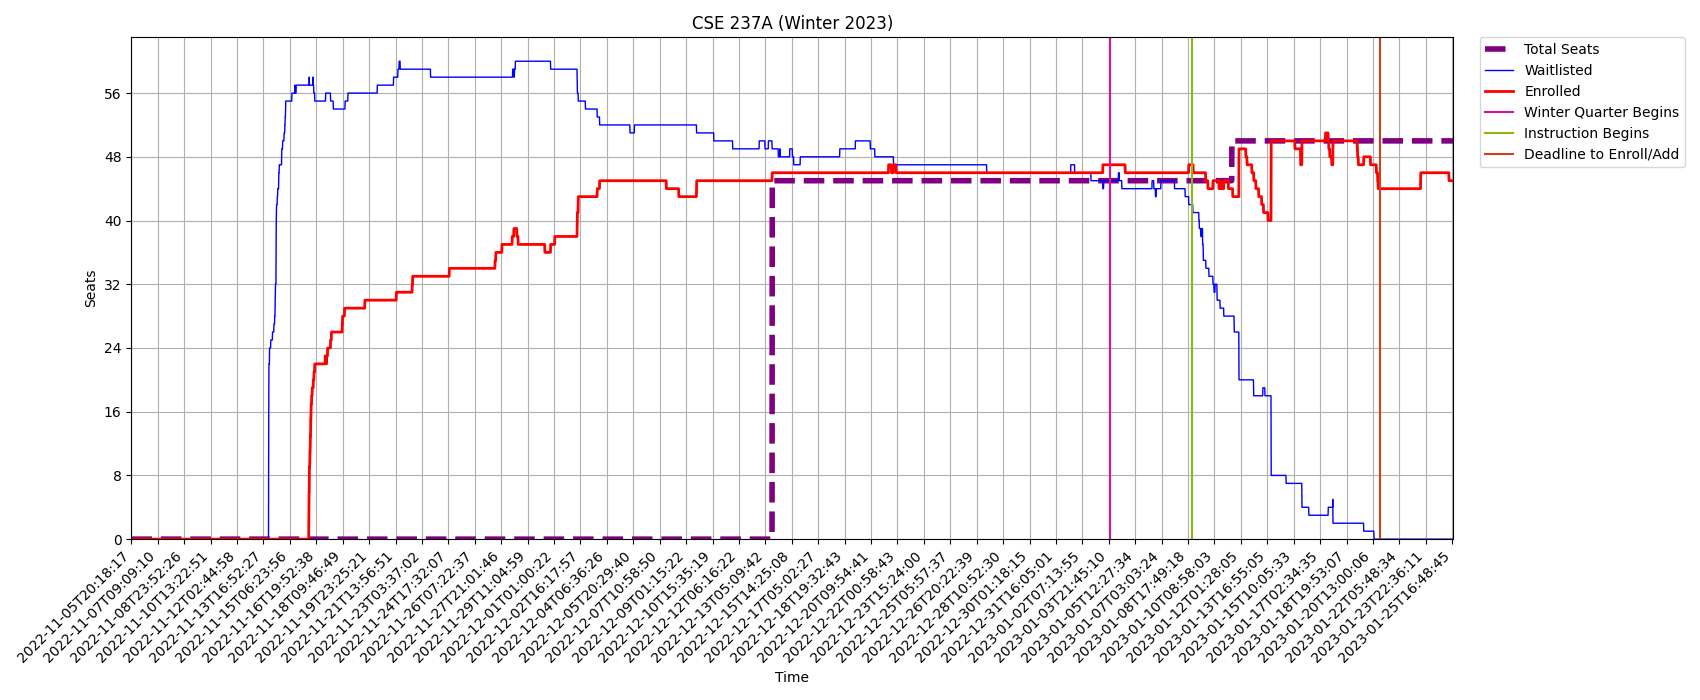 CSE 237A (Winter 2023)
Total Seats
Waitlisted
Enrolled
Winter Quarter Begins
Instruction Begins
Deadline to Enroll/Add
Seats
56
48
40
32
24
16
8
0
2022-11-05T20:18:17
2022-11-07T09:09:10
2022-11-08T23:52:26
2022-11-10T13:22:51
2022-11-12T02:44:58
2022-11-13T16:52:27
2022-11-15T06:23:56
2022-11-16T19:52:38
2022-11-18T09:46:49
2022-11-19T23:25:21
2022-11-21T13:56:51
2022-11-23T03:37:02
2022-11-24T17:32:07
2022-11-26T07:22:37
2022-11-27T21:01:46
2022-11-29T11:04:59
2022-12-01T01:00:22
2022-12-02T16:17:57
2022-12-04T06:36:26
2022-12-05T20:29:40
2022-12-07T10:58:50
2022-12-09T01:15:22
2022-12-10T15:35:19
2022-12-12T06:16:22
2022-12-13T05:09:42
2022-12-15T14:25:08
2022-12-17T05:02:27
2022-12-18T19:32:43
2022-12-20T09:54:41
2022-12-22T00:58:43
2022-12-23T15:24:00
2022-12-25T05:57:37
2022-12-26T20:22:39
2022-12-28T10:52:30
2022-12-30T01:18:15
2022-12-31T16:05:01
2023-01-02T07:13:55
2023-01-03T21:45:10
2023-01-05T12:27:34
2023-01-07T03:03:24
2023-01-08T17:49:18
2023-01-10T08:58:03
2023-01-12T01:28:05
2023-01-13T16:55:05
2023-01-15T10:05:33
2023-01-17T02:34:35
2023-01-18T19:53:07
2023-01-20T13:00:06
2023-01-22T05:48:34
2023-01-23T22:36:11
2023-01-25T16:48:45
Time